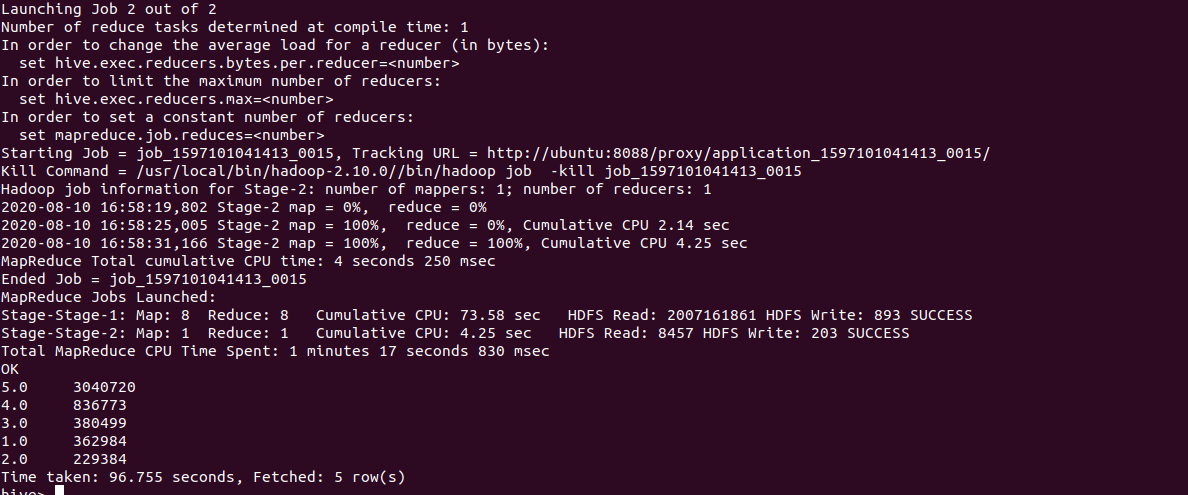 Launching Job 2 out of 2
Number of reduce tasks determined at compile time: 1
In order to change the average load for a reducer (in bytes):
  set hive.exec.reducers.bytes.per.reducer=<number>
In order to limit the maximum number of reducers:
  set hive.exec.reducers.max=<number>
In order to set a constant number of reducers:
  set mapreduce.job.reduces=<number>
Starting Job = job_1597101041413_0015, Tracking URL = http://ubuntu:8088/proxy/application_1597101041413_0015/
Kill Command = /usr/local/bin/hadoop-2.10.0//bin/hadoop job  -kill job_1597101041413_0015
Hadoop job information for Stage-2: number of mappers: 1; number of reducers: 1
2020-08-10 16:58:19,802 Stage-2 map = 0%,  reduce = 0%
2020-08-10 16:58:25,005 Stage-2 map = 100%,  reduce = 0%, Cumulative CPU 2.14 sec
2020-08-10 16:58:31,166 Stage-2 map = 100%,  reduce = 100%, Cumulative CPU 4.25 sec
MapReduce Total cumulative CPU time: 4 seconds 250 msec
Ended Job = job_1597101041413_0015
MapReduce Jobs Launched:
Stage-Stage-1: Map: 8  Reduce: 8   Cumulative CPU: 73.58 sec   HDFS Read: 2007161861 HDFS Write: 893 SUCCESS
Stage-Stage-2: Map: 1  Reduce: 1   Cumulative CPU: 4.25 sec   HDFS Read: 8457 HDFS Write: 203 SUCCESS
Total MapReduce CPU Time Spent: 1 minutes 17 seconds 830 msec
OK
5.0     3040720
4.0     836773
3.0     380499
1.0     362984
2.0     229384
Time taken: 96.755 seconds, Fetched: 5 row(s)
hive>